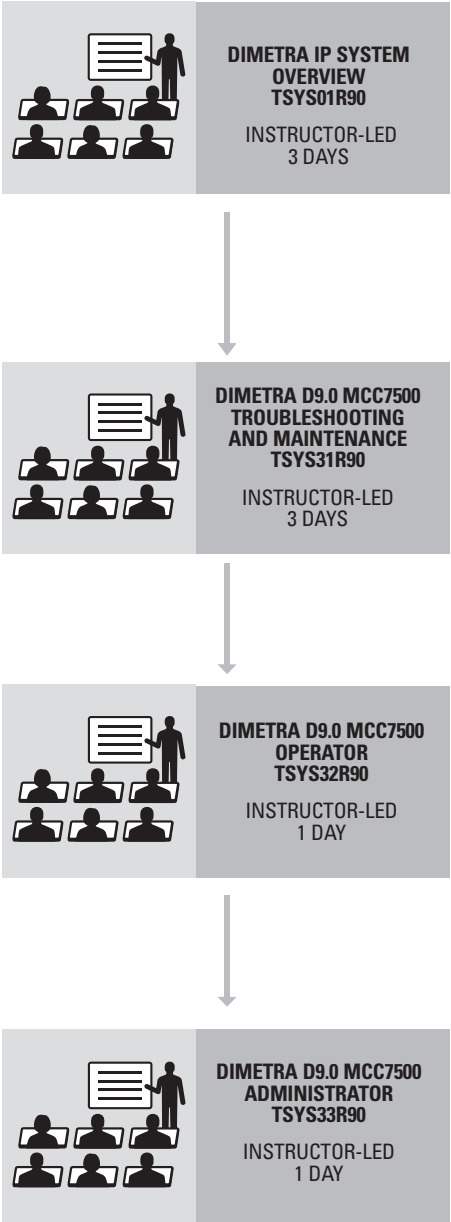 DIMETRA IP SYSTEM
OVERVIEW
TSYS01R90
INSTRUCTOR-LED
3 DAYS
DIMETRA D9.0 MCC7500
TROUBLESHOOTING
AND MAINTENANCE
TSYS31R90
INSTRUCTOR-LED
3 DAYS
DIMETRA D9.0 MCC7500
OPERATOR
TSYS32R90
INSTRUCTOR-LED
1 DAY
DIMETRA D9.0 MCC7500
ADMINISTRATOR
TSYS33R90
INSTRUCTOR-LED
1 DAY